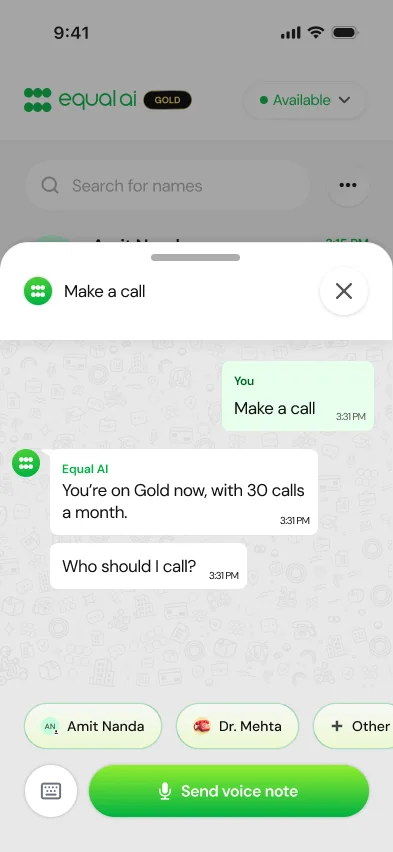 9:41
equal ai GOLD
Available
Search for names
You
Make a call
3:31 PM
Make a call
Equal AI
You’re on Gold now, with 30 calls
a month.
3:31 PM
Who should I call?
3:31 PM
AN
Amit Nanda
Dr. Mehta
+ Other
Send voice note